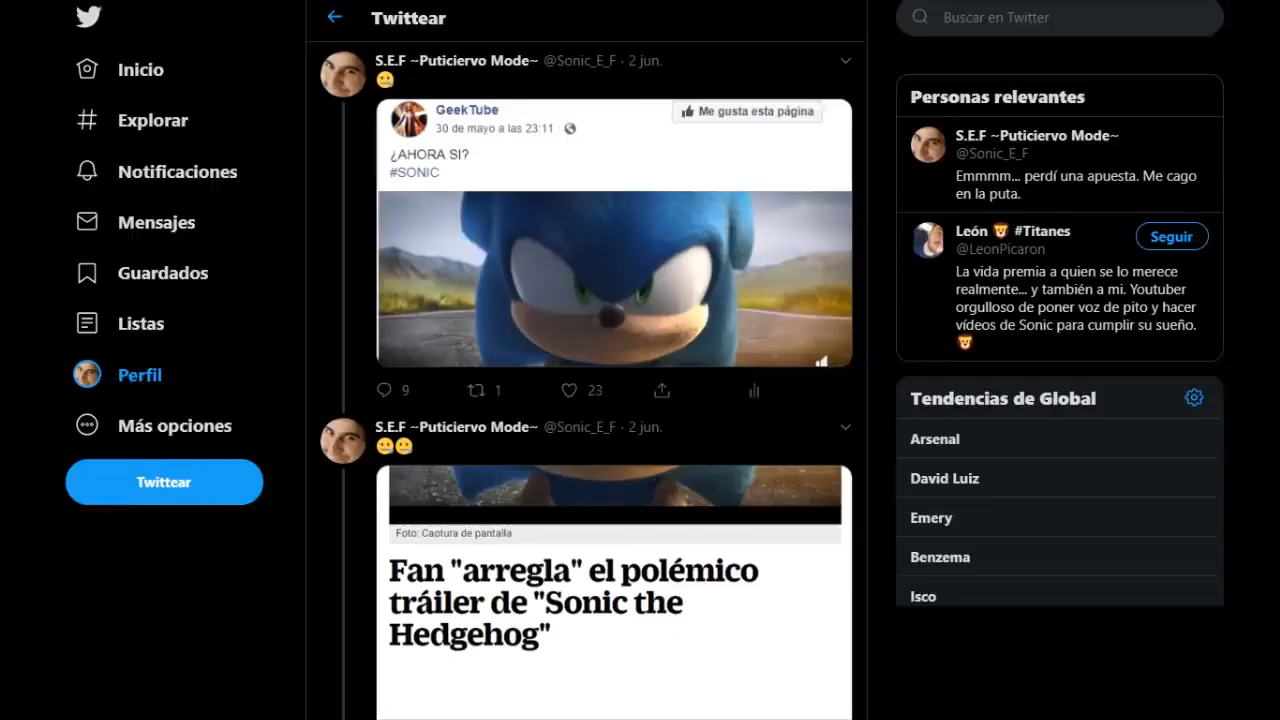 Inicio
Explorar
Notificaciones
Mensajes
Guardados
Listas
Perfil
Más opciones
Twittear
Twittear
S.E.F ~Puticiervo Mode~ @Sonic_E_F · 2 jun.
🤐
GeekTube
30 de mayo a las 23:11 ·
Me gusta esta página
¿AHORA SI?
#SONIC
9
1
23
S.E.F ~Puticiervo Mode~ @Sonic_E_F · 2 jun.
🤐🤐
Foto: Caotura de pantalla
Fan "arregla" el polémico
tráiler de "Sonic the
Hedgehog"
Buscar en Twitter
Personas relevantes
S.E.F ~Puticiervo Mode~
@Sonic_E_F
Emmmm... perdí una apuesta. Me cago
en la puta.
León 🦁 #Titanes
@LeonPicaron
Seguir
La vida premia a quien se lo merece
realmente... y también a mi. Youtuber
orgulloso de poner voz de pito y hacer
vídeos de Sonic para cumplir su sueño.
🦁
Tendencias de Global
Arsenal
David Luiz
Emery
Benzema
Isco